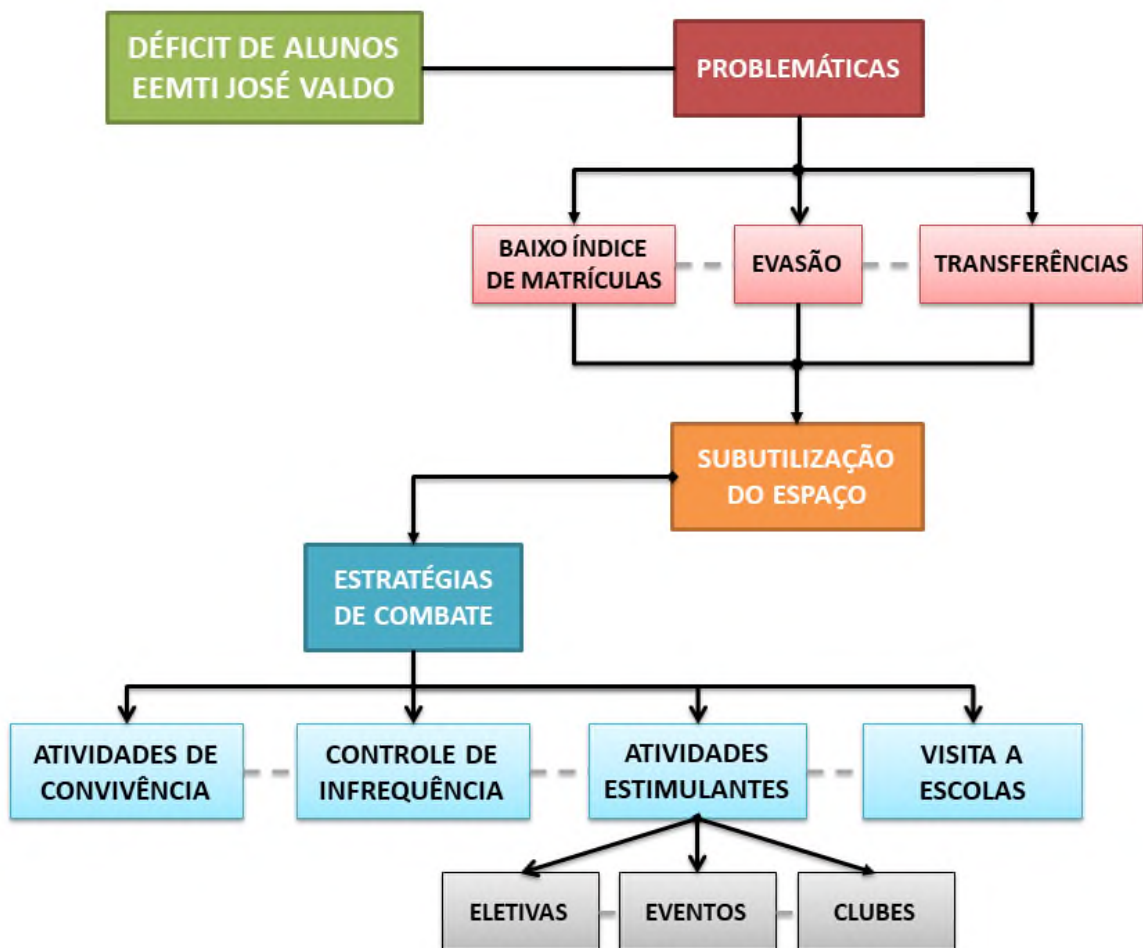 DÉFICIT DE ALUNOS
EEMTI JOSÉ VALDO
PROBLEMÁTICAS
BAIXO ÍNDICE
DE MATRÍCULAS
EVASÃO
TRANSFERÊNCIAS
SUBUTILIZAÇÃO
DO ESPAÇO
ESTRATÉGIAS
DE COMBATE
ATIVIDADES DE
CONVIVÊNCIA
CONTROLE DE
INFREQUÊNCIA
ATIVIDADES
ESTIMULANTES
VISITA A
ESCOLAS
ELETIVAS
EVENTOS
CLUBES